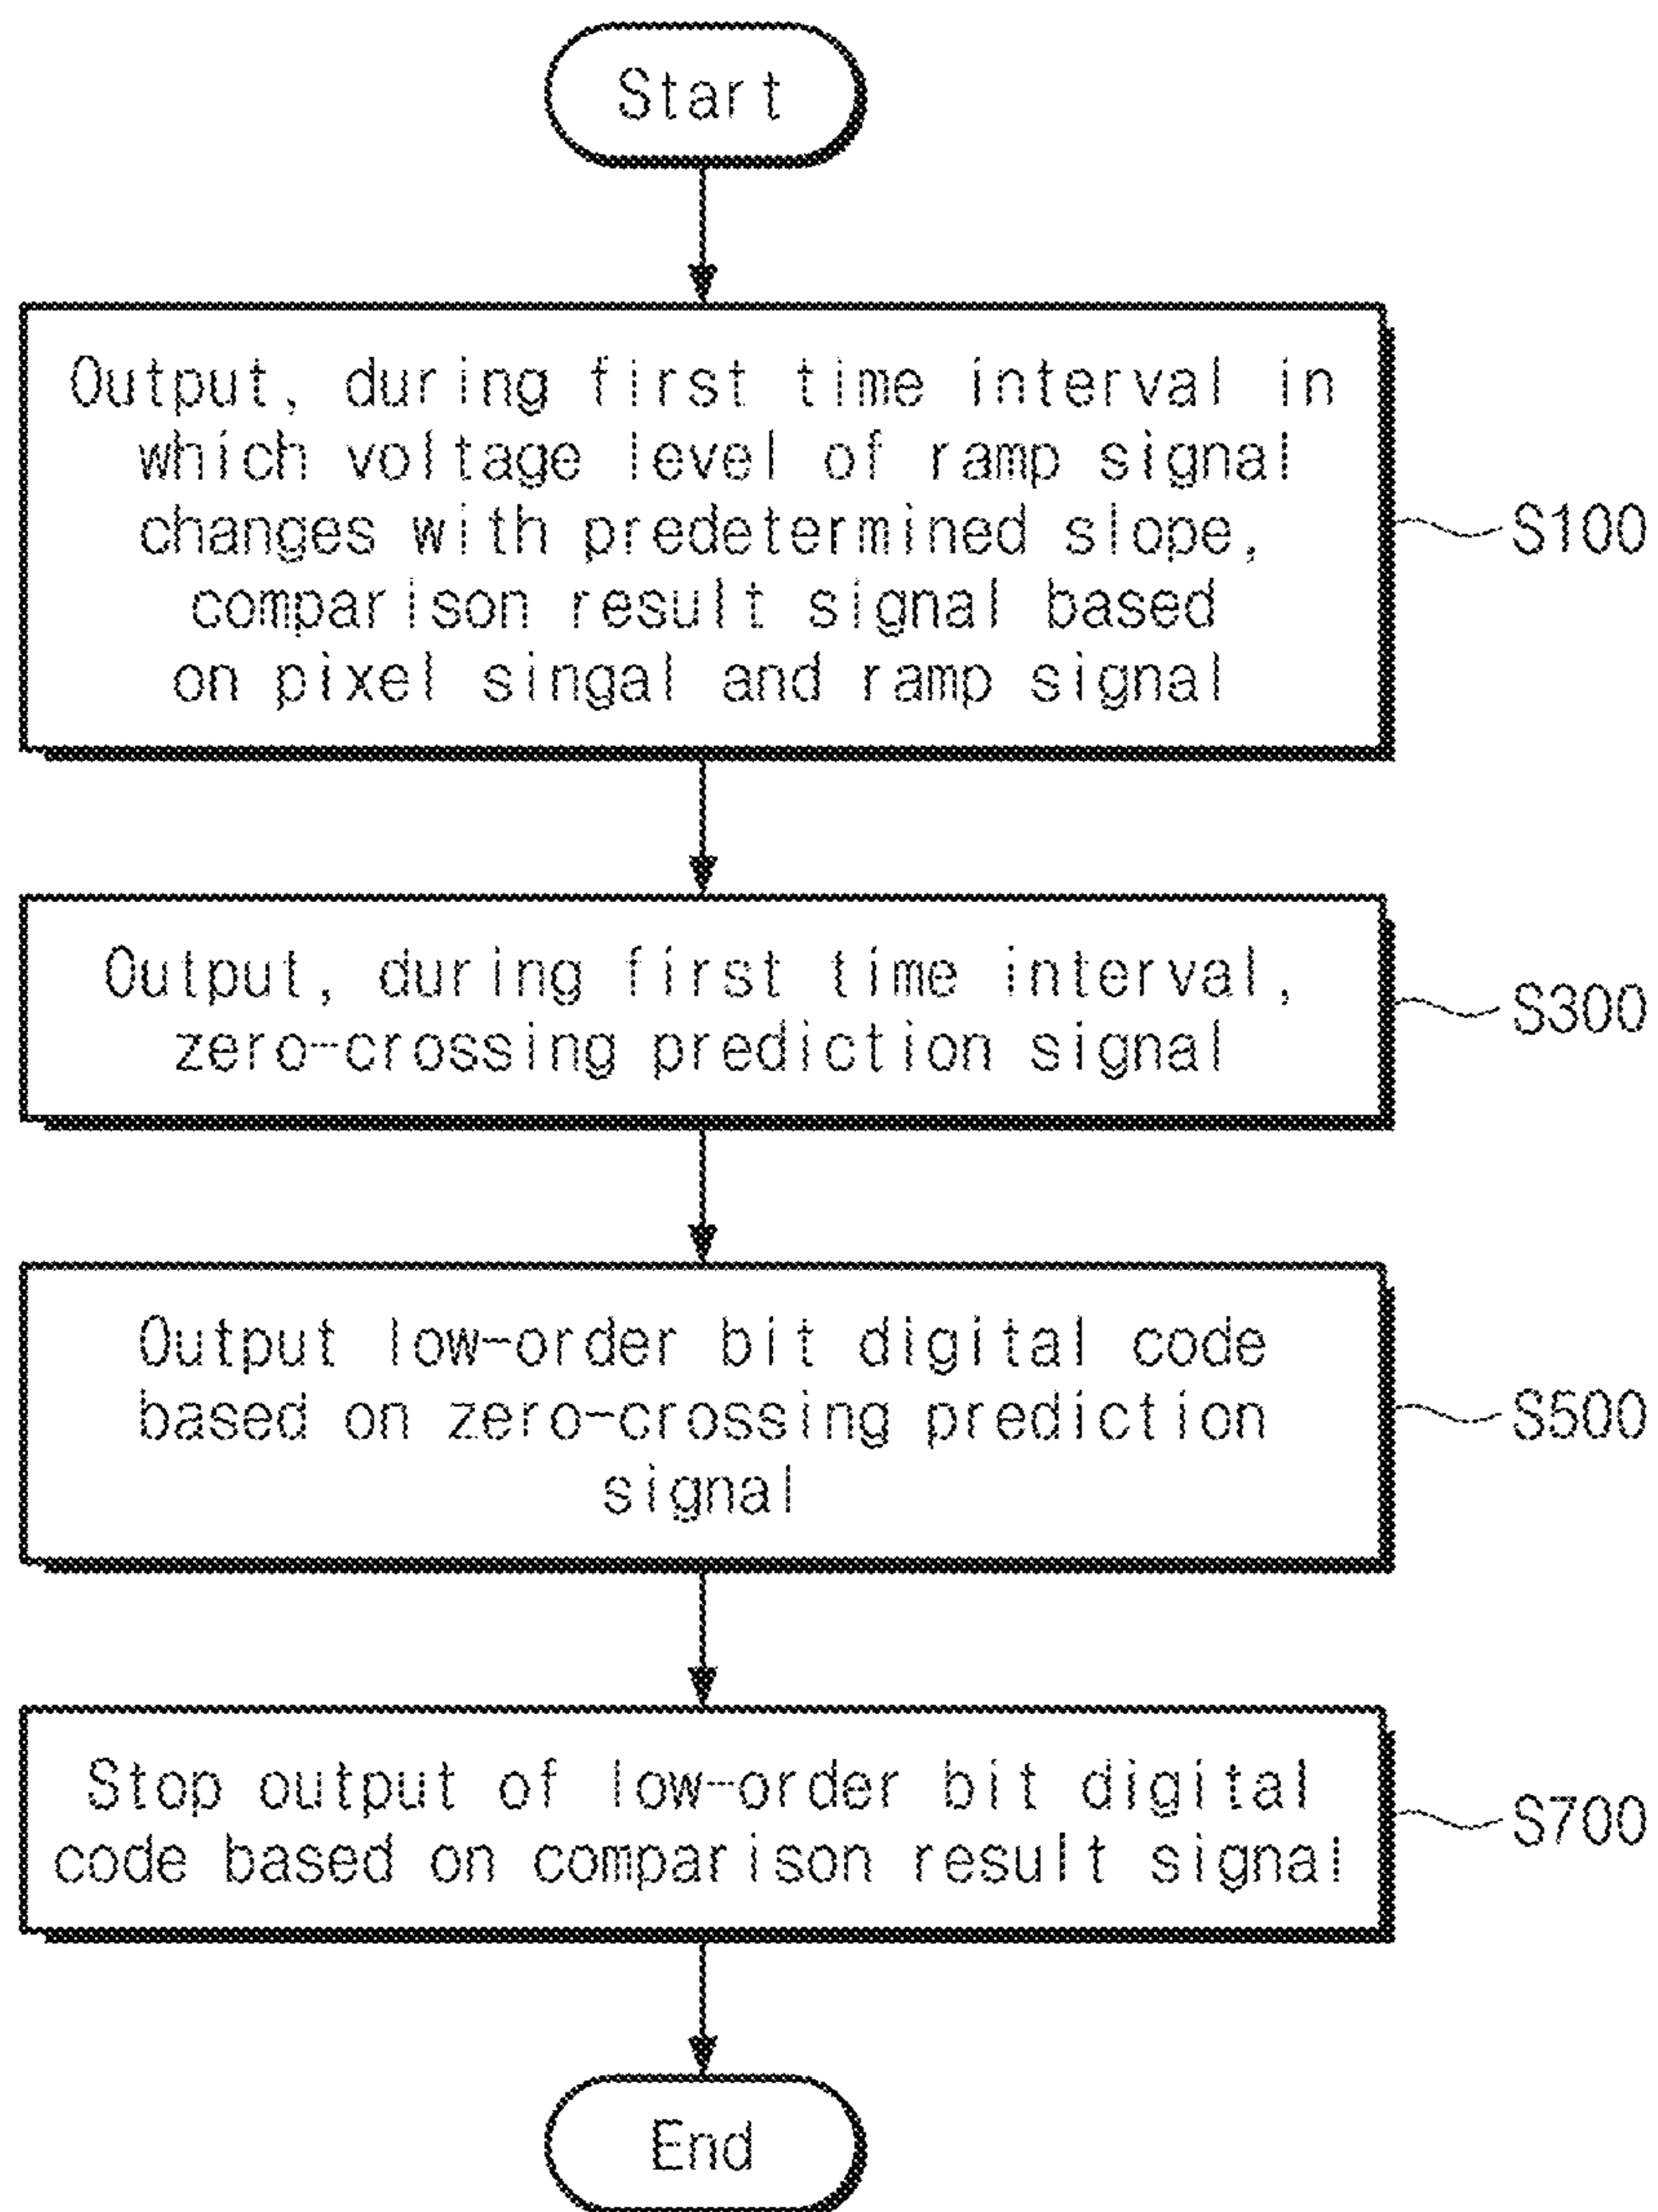 Start
Output, during first time interval in
which voltage level of ramp signal
changes with predetermined slope,
comparison result signal based
on pixel singal and ramp signal
S100
Output, during first time interval,
zero-crossing prediction signal
S300
Output low-order bit digital code
based on zero-crossing prediction
signal
S500
Stop output of low-order bit digital
code based on comparison result signal
S700
End